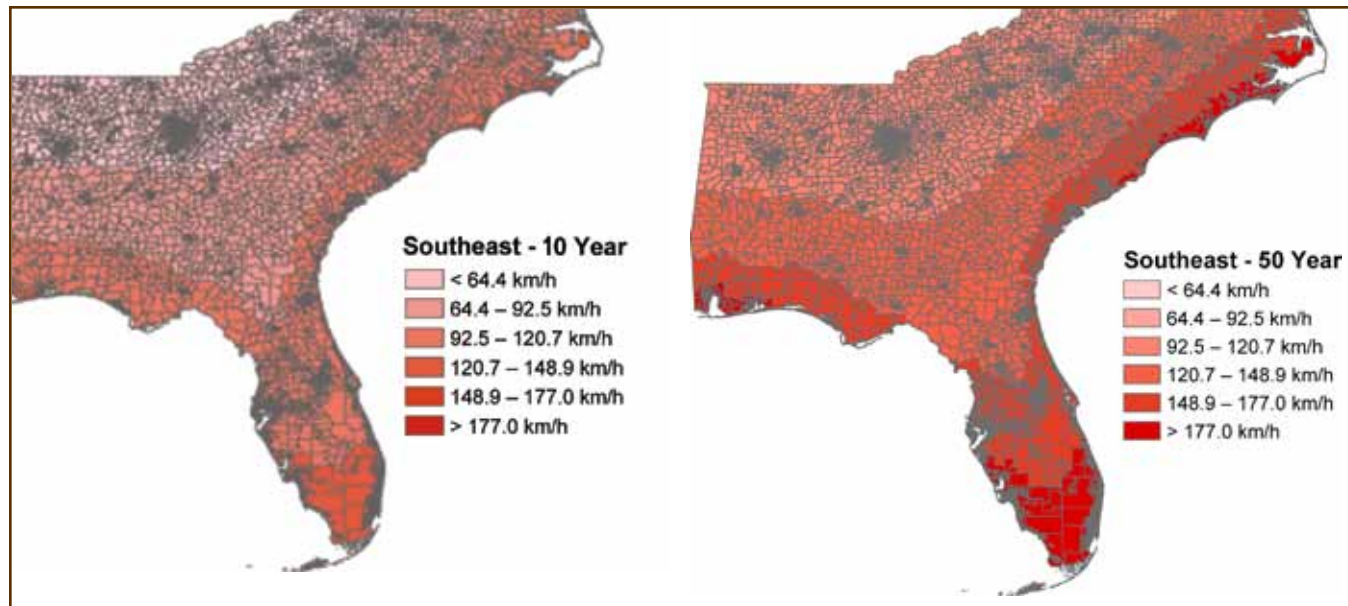 Southeast - 10 Year
< 64.4 km/h
64.4 – 92.5 km/h
92.5 – 120.7 km/h
120.7 – 148.9 km/h
148.9 – 177.0 km/h
> 177.0 km/h
Southeast - 50 Year
< 64.4 km/h
64.4 – 92.5 km/h
92.5 – 120.7 km/h
120.7 – 148.9 km/h
148.9 – 177.0 km/h
> 177.0 km/h